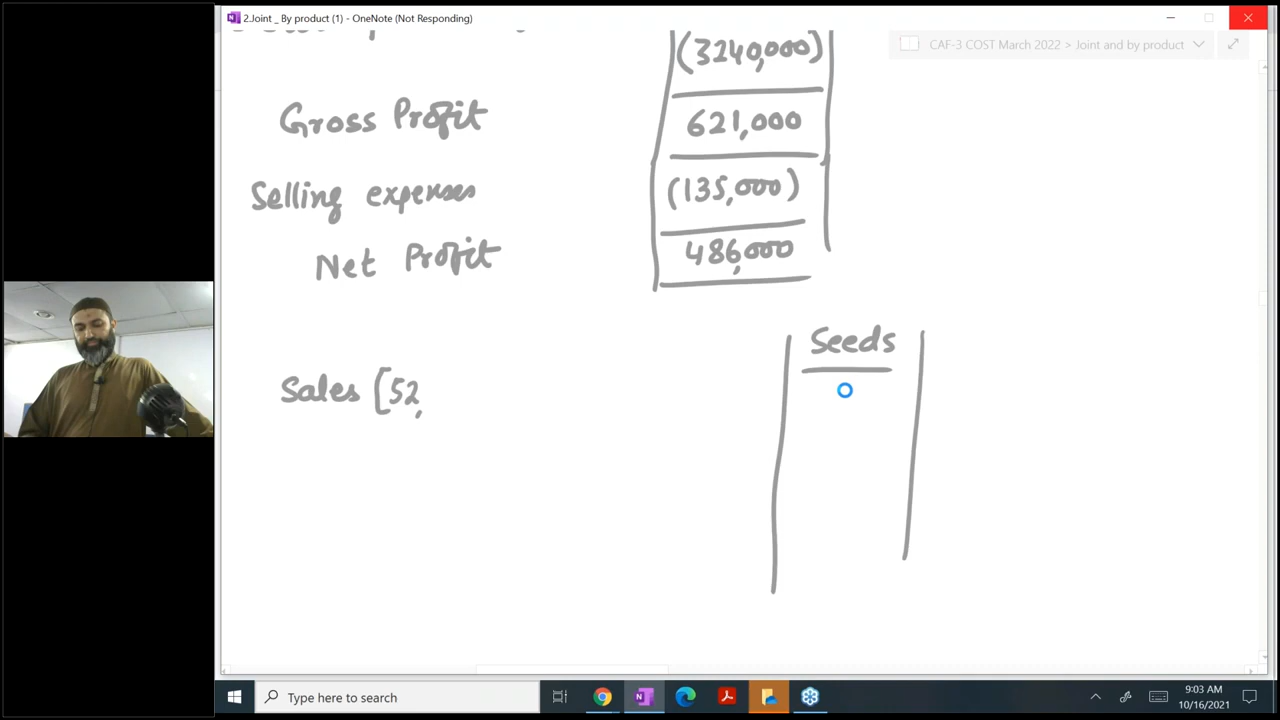 2.Joint _ By product (1) - OneNote (Not Responding)
CAF-3 COST March 2022 > Joint and by product
(3240,000)
Gross Profit 621,000
Selling expenses (135,000)
Net Profit 486,000
Seeds
Sales [52,
Type here to search
9:03 AM
10/16/2021